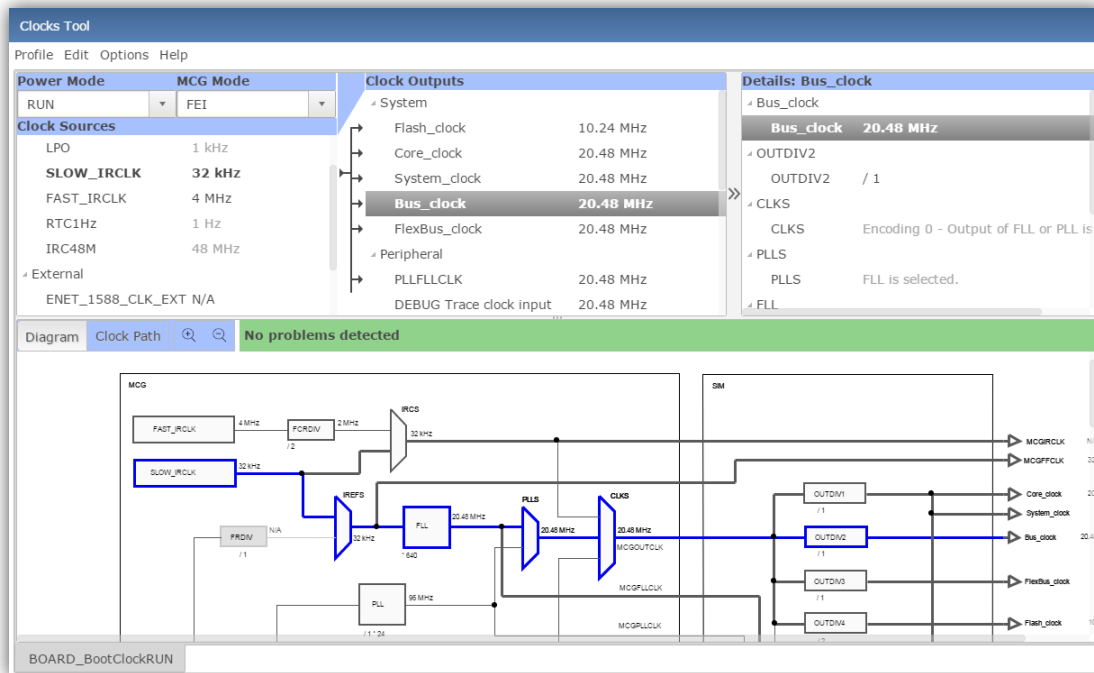 Clocks Tool
Profile Edit Options Help
Power Mode MCG Mode
RUN FEI
Clock Sources
LPO 1 kHz
SLOW_IRCLK 32 kHz
FAST_IRCLK 4 MHz
RTC1Hz 1 Hz
IRC48M 48 MHz
External
ENET_1588_CLK_EXT N/A
Clock Outputs
System
Flash_clock 10.24 MHz
Core_clock 20.48 MHz
System_clock 20.48 MHz
Bus_clock 20.48 MHz
FlexBus_clock 20.48 MHz
Peripheral
PLLFLLCLK 20.48 MHz
DEBUG Trace clock input 20.48 MHz
Details: Bus_clock
Bus_clock
Bus_clock 20.48 MHz
OUTDIV2
OUTDIV2 / 1
CLKS
CLKS Encoding 0 - Output of FLL or PLL is
PLLS
PLLS FLL is selected.
FLL
Diagram Clock Path No problems detected
MCG
SIM
IRCS
FAST_IRCLK 4 MHz FCRDIV 2 MHz 32 kHz
/ 2
MCGIRCLK
SLOW_IRCLK 32 kHz
MCGFFCLK 32
IREFS PLLS CLKS
OUTDIV1 Core_clock 20
/ 1
System_clock
FLL 20.48 MHz 20.48 MHz 20.48 MHz
FRDIV N/A 32 kHz
OUTDIV2 Bus_clock 20.4
/ 1
* 640
MCGOUTCLK
/ 1
OUTDIV3 FlexBus_clock
/ 1
PLL 96 MHz
MCGFLLCLK
/ 1 * 24
MCGPLLCLK
OUTDIV4 Flash_clock 10
/ 2
BOARD_BootClockRUN